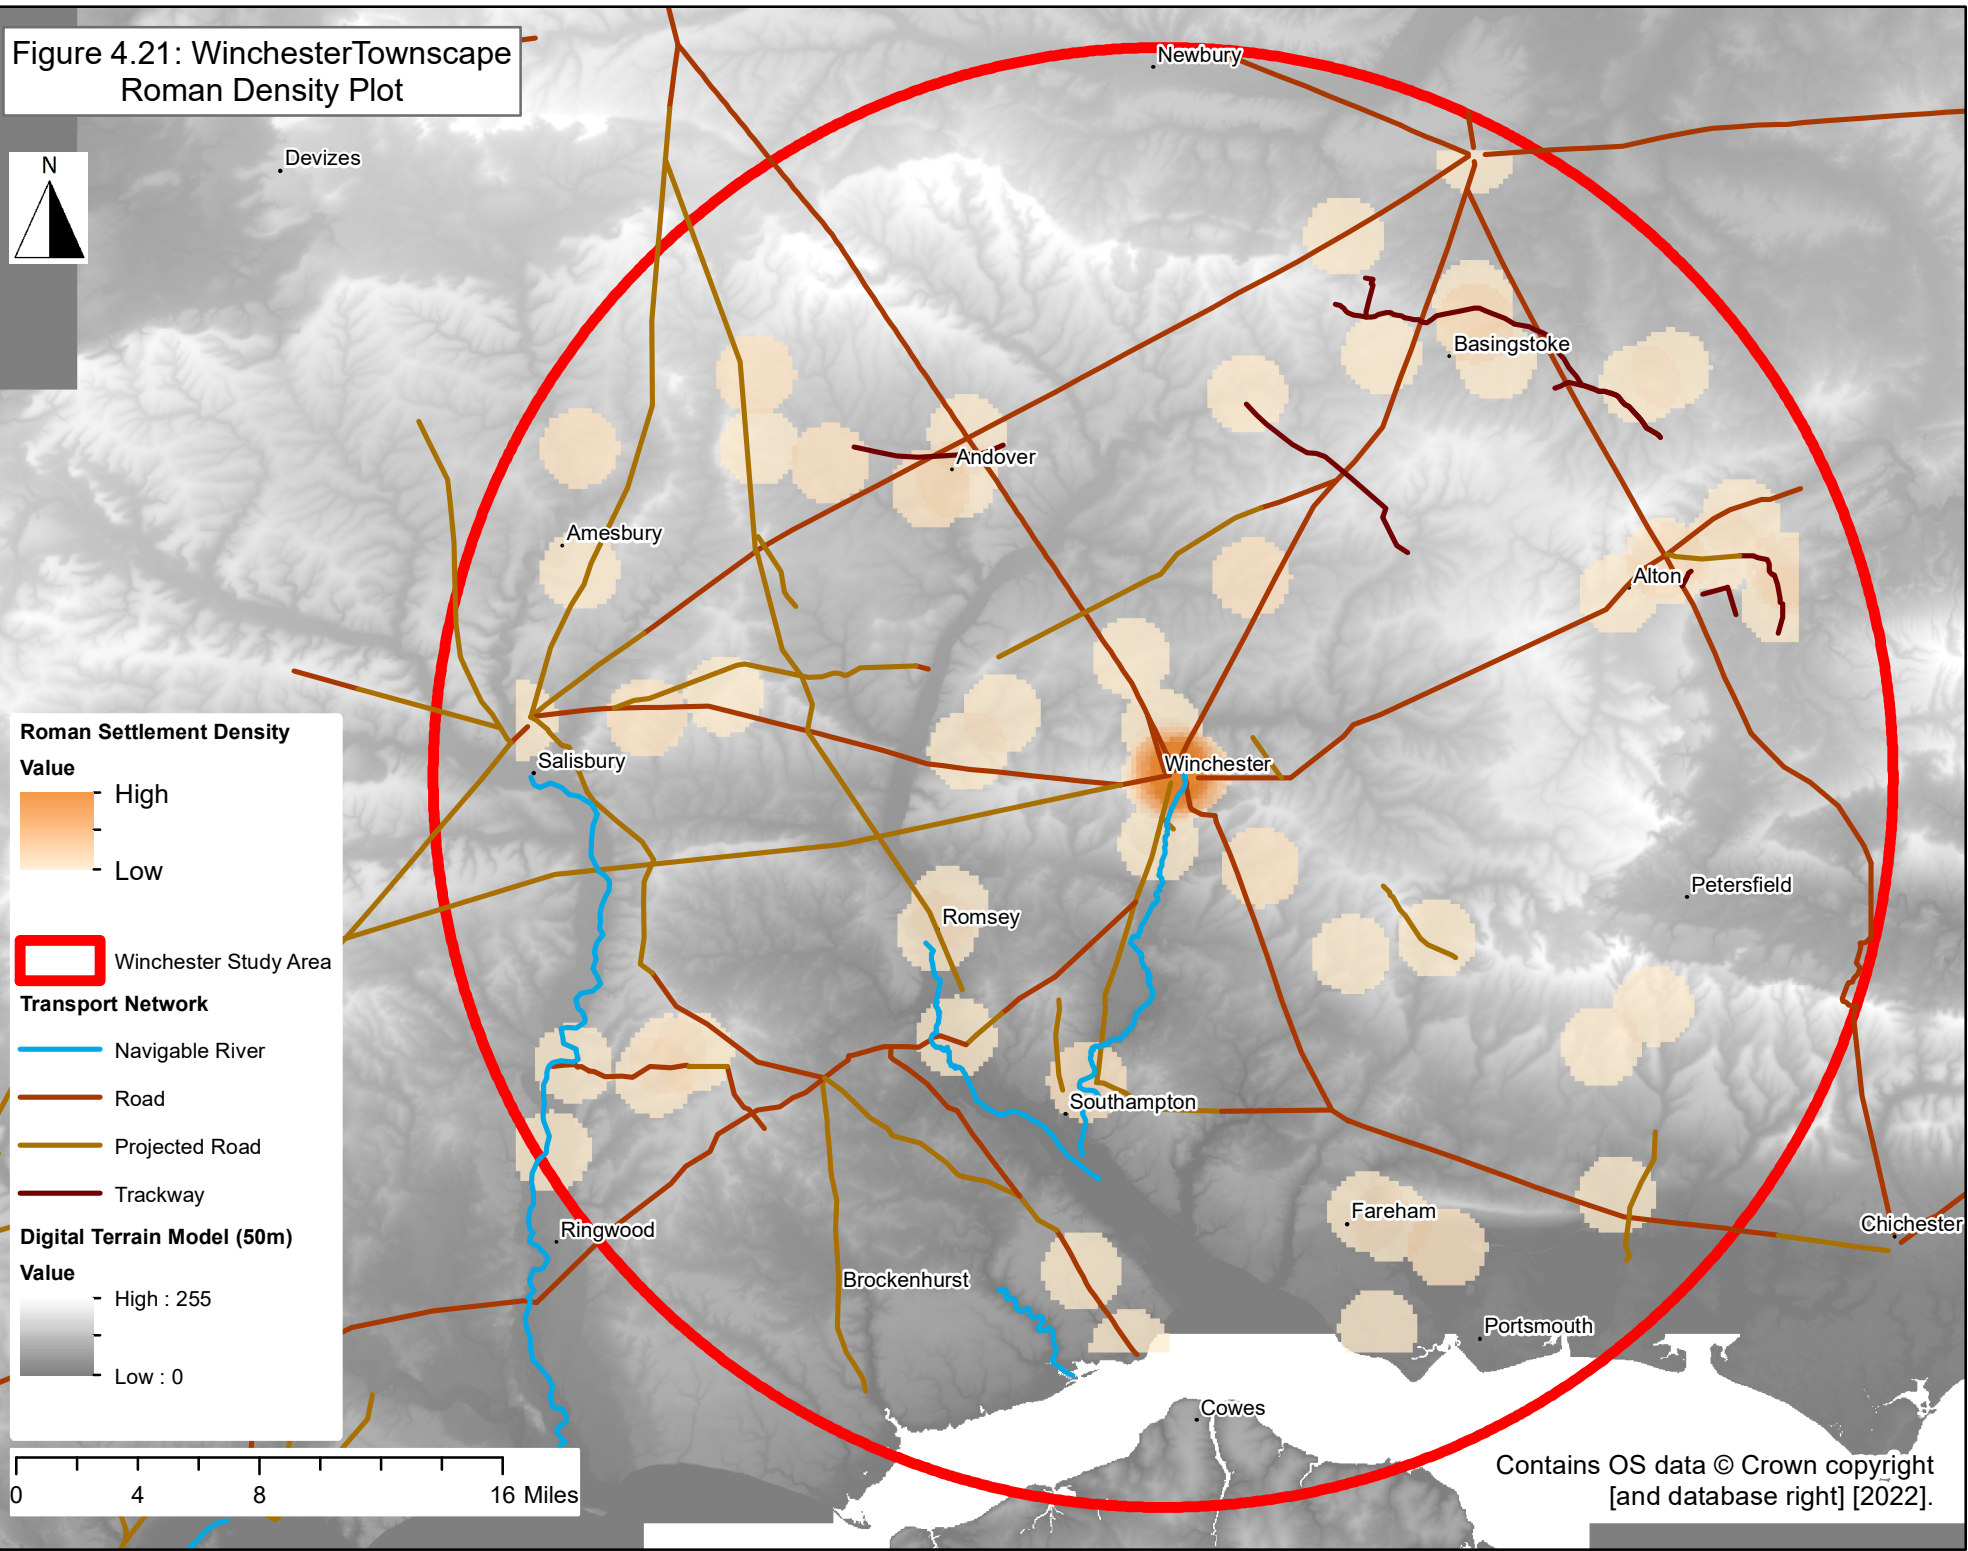 Figure 4.21: WinchesterTownscape
Roman Density Plot
N
Newbury
Devizes
Basingstoke
Andover
Amesbury
Alton
Salisbury
Winchester
Petersfield
Romsey
Southampton
Fareham
Chichester
Ringwood
Brockenhurst
Portsmouth
Cowes
Roman Settlement Density
Value
High
Low
Winchester Study Area
Transport Network
Navigable River
Road
Projected Road
Trackway
Digital Terrain Model (50m)
Value
High : 255
Low : 0
0 4 8 16 Miles
Contains OS data © Crown copyright
[and database right] [2022].